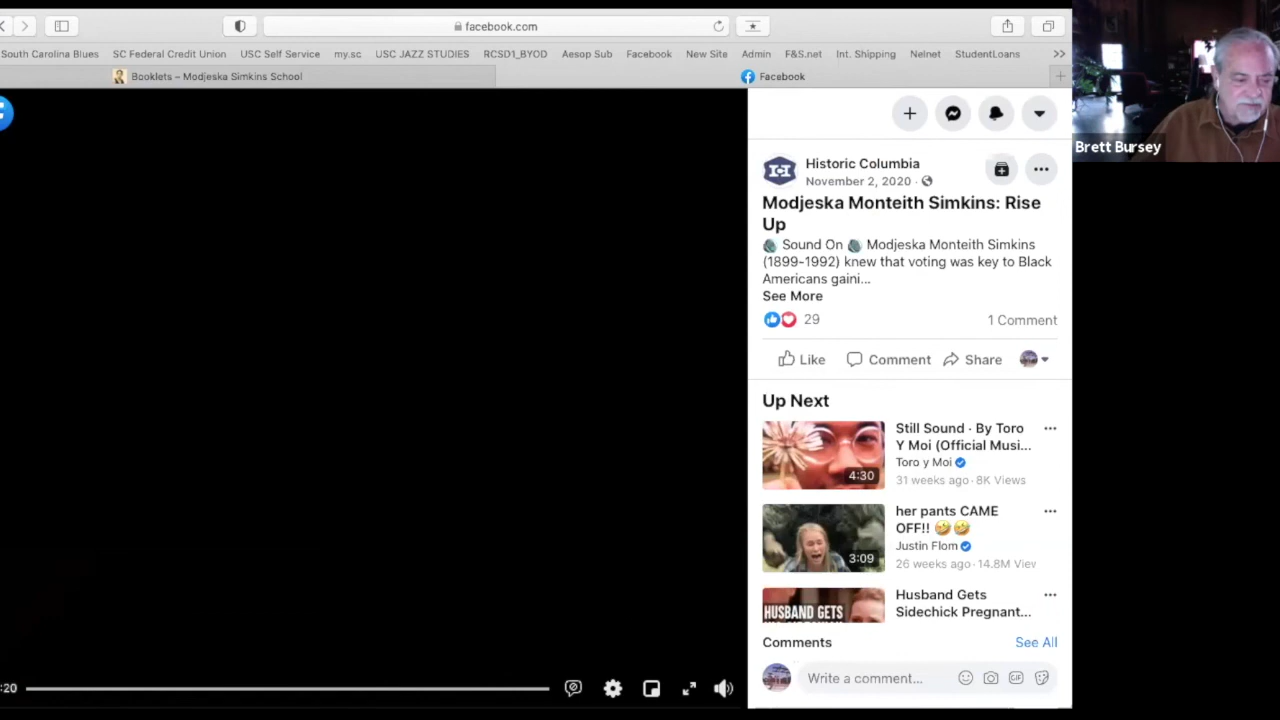 facebook.com
South Carolina Blues SC Federal Credit Union USC Self Service my.sc USC JAZZ STUDIES RCSD1_BYOD Aesop Sub Facebook New Site Admin F&S.net Int. Shipping Nelnet StudentLoans >>
Booklets – Modjeska Simkins School
Facebook
Brett Bursey
Historic Columbia
November 2, 2020 ·
Modjeska Monteith Simkins: Rise
Up
Sound On Modjeska Monteith Simkins
(1899-1992) knew that voting was key to Black
Americans gaini...
See More
29
1 Comment
Like Comment Share
Up Next
Still Sound - By Toro
Y Moi (Official Musi...
Toro y Moi
31 weeks ago · 8K Views
4:30
her pants CAME
OFF!! 🤣🤣
Justin Flom
26 weeks ago · 14.8M View
3:09
Husband Gets
Sidechick Pregnant...
HUSBAND GETS
Comments
See All
Write a comment...
GIF
:20